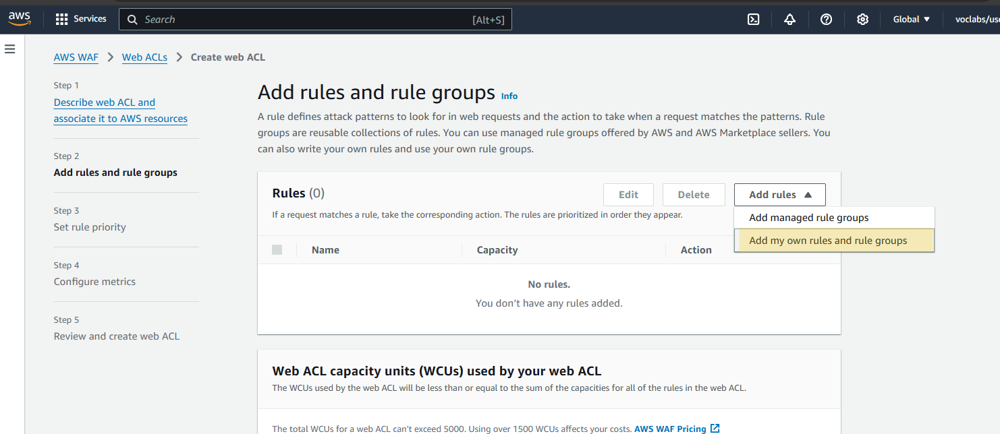 aws
Services
Search
[Alt+S]
Global
voclabs/us
AWS WAF
Web ACLs
Create web ACL
Step 1
Describe web ACL and
associate it to AWS resources
Step 2
Add rules and rule groups
Step 3
Set rule priority
Step 4
Configure metrics
Step 5
Review and create web ACL
Add rules and rule groups Info
A rule defines attack patterns to look for in web requests and the action to take when a request matches the patterns. Rule
groups are reusable collections of rules. You can use managed rule groups offered by AWS and AWS Marketplace sellers. You
can also write your own rules and use your own rule groups.
Rules (0)
Edit
Delete
Add rules
If a request matches a rule, take the corresponding action. The rules are prioritized in order they appear.
Add managed rule groups
Add my own rules and rule groups
Name
Capacity
Action
No rules.
You don't have any rules added.
Web ACL capacity units (WCUs) used by your web ACL
The WCUs used by the web ACL will be less than or equal to the sum of the capacities for all of the rules in the web ACL.
The total WCUs for a web ACL can't exceed 5000. Using over 1500 WCUs affects your costs. AWS WAF Pricing